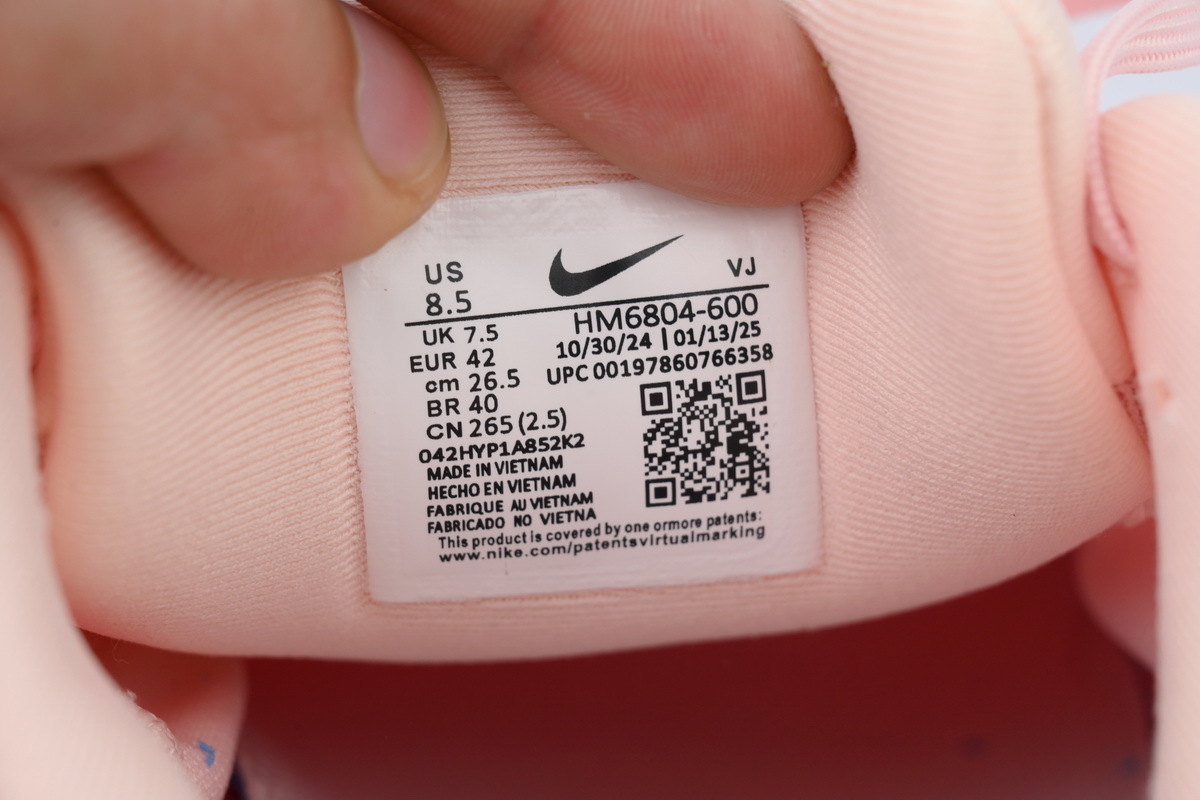 US
8.5
VJ
HM6804-600
10/30/24 | 01/13/25
UPC 00197860766358
UK 7.5
EUR 42
cm 26.5
BR 40
CN 265 (2.5)
042HYP1A852K2
MADE IN VIETNAM
HECHO EN VIETNAM
FABRIQUE AU VIETNAM
FABRICADO NO VIETNA
This product is covered by one ormore patents:
www.nike.com/patentsvirtualmarking